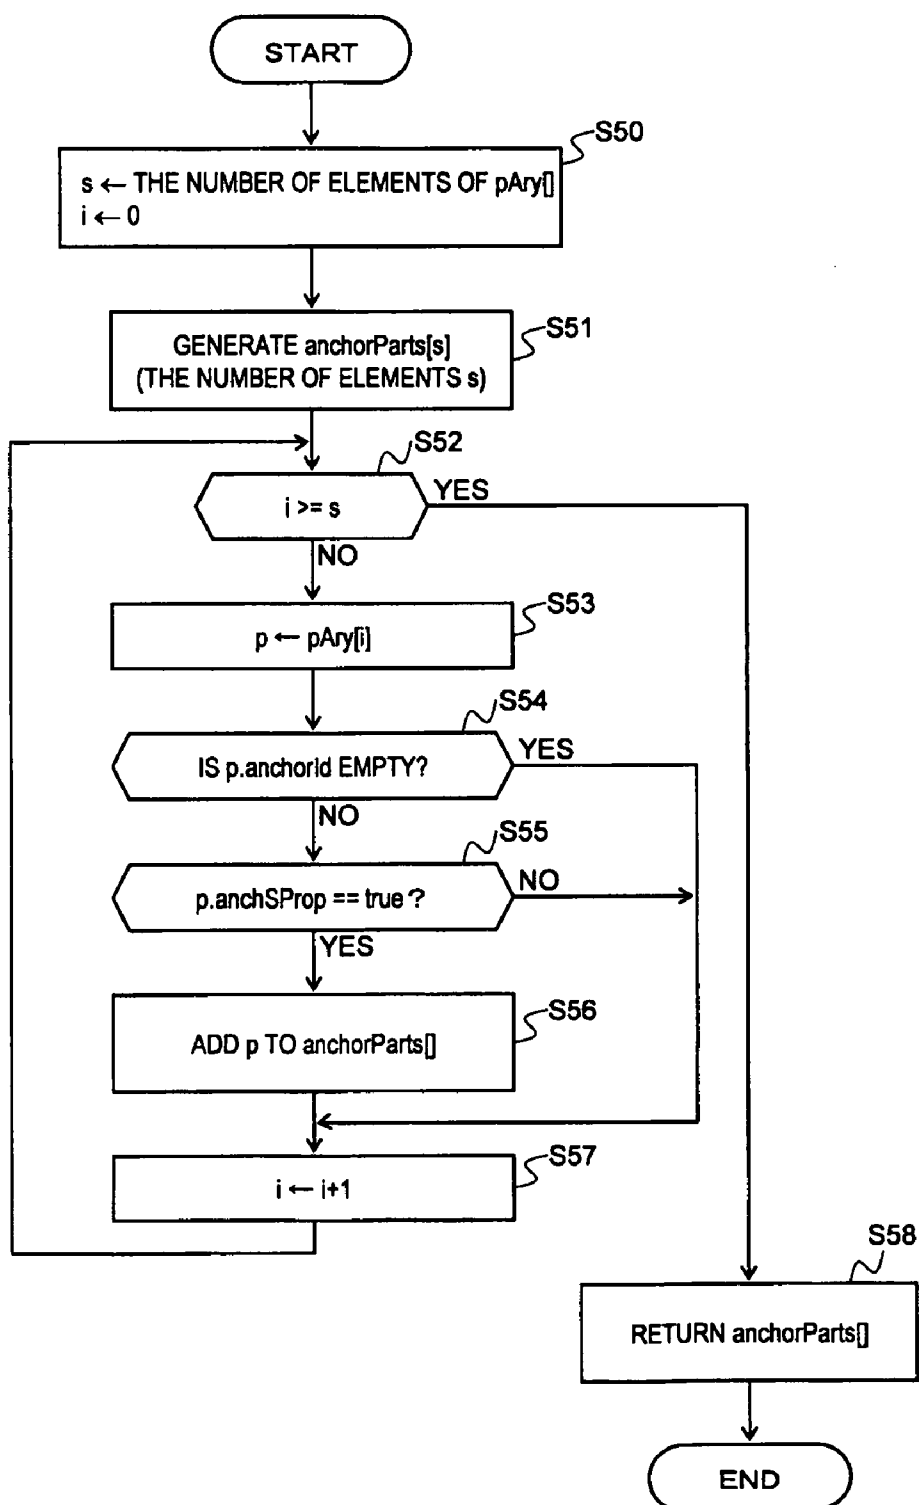 START
S50
s ← THE NUMBER OF ELEMENTS OF pAry[]
i ← 0
S51
GENERATE anchorParts[s]
(THE NUMBER OF ELEMENTS s)
S52
i >= s
YES
NO
S53
p ← pAry[i]
S54
IS p.anchorId EMPTY?
YES
NO
S55
p.anchSProp == true ?
NO
YES
S56
ADD p TO anchorParts[]
S57
i ← i+1
S58
RETURN anchorParts[]
END